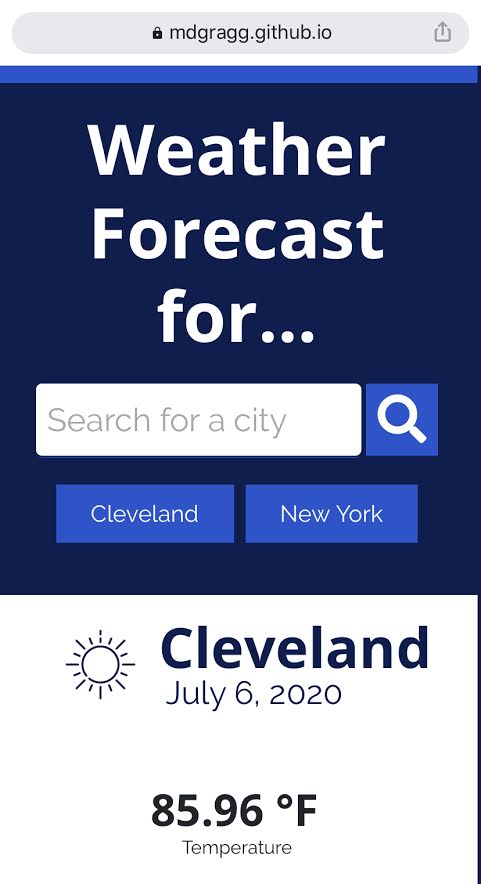 mdgragg.github.io
Weather
Forecast
for...
Search for a city
Cleveland New York
Cleveland
July 6, 2020
85.96 °F
Temperature